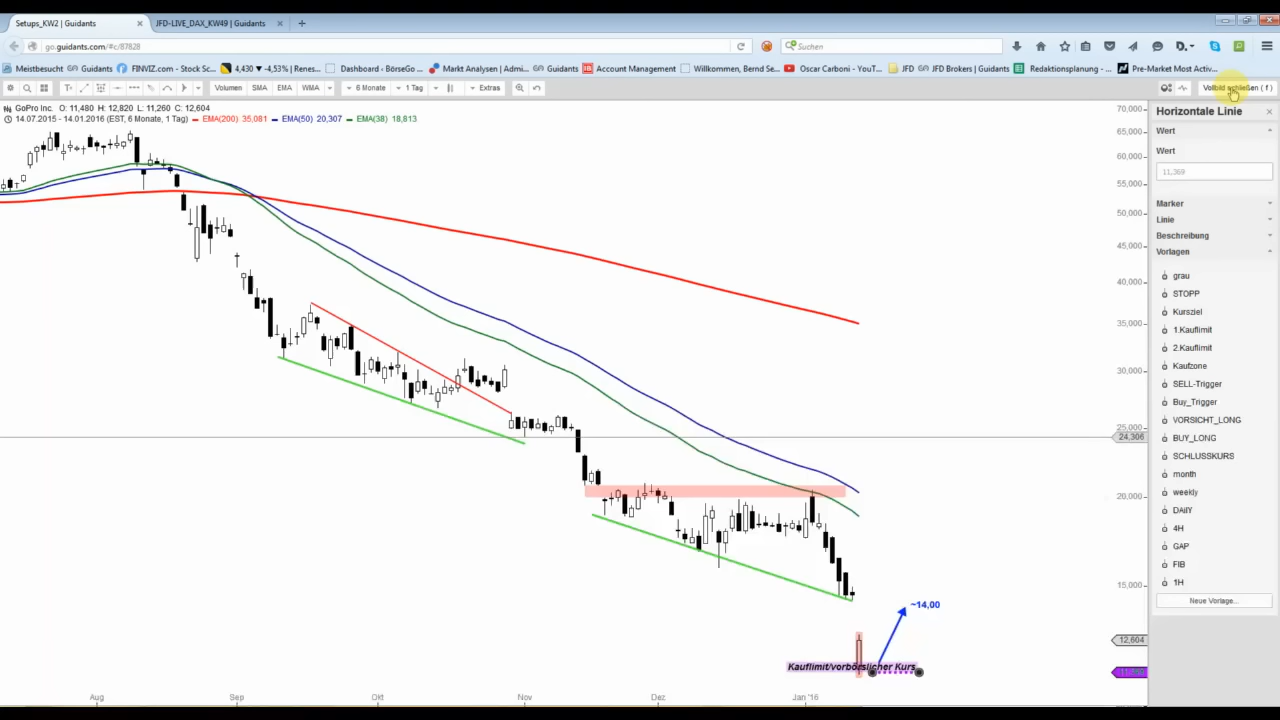 Setups_KW2 | Guidants × JFD-LIVE_DAX_KW49 | Guidants × +
go.guidants.com/#c/87828 Suchen
Meistbesucht Guidants FINVIZ.com - Stock Sc... 4,430 ▼ -4,53% | Renes... Dashboard - BörseGo ... Markt Analysen | Admi... Guidants Account Management Willkommen, Bernd Se... Oscar Carboni - YouT... JFD JFD Brokers | Guidants Redaktionsplanung - ... Pre-Market Most Activ...
Volumen SMA EMA WMA 6 Monate 1 Tag Extras Vollbild schließen ( f )
GoPro Inc. O: 11,480 H: 12,820 L: 11,260 C: 12,604
14.07.2015 - 14.01.2016 (EST, 6 Monate, 1 Tag) EMA(200) 35,081 EMA(50) 20,307 EMA(38) 18,813
70,000
65,000
60,000
55,000
50,000
45,000
40,000
35,000
30,000
25,000
24,306
20,000
15,000
12,604
~14,00
Kauflimit/vorbörslicher Kurs
Aug Sep Okt Nov Dez Jan '16
Horizontale Linie ×
Wert
Wert
11,369
Marker
Linie
Beschreibung
Vorlagen
grau
STOPP
Kursziel
1.Kauflimit
2.Kauflimit
Kaufzone
SELL-Trigger
Buy_Trigger
VORSICHT_LONG
BUY_LONG
SCHLUSSKURS
month
weekly
DAilY
4H
GAP
FIB
1H
Neue Vorlage...